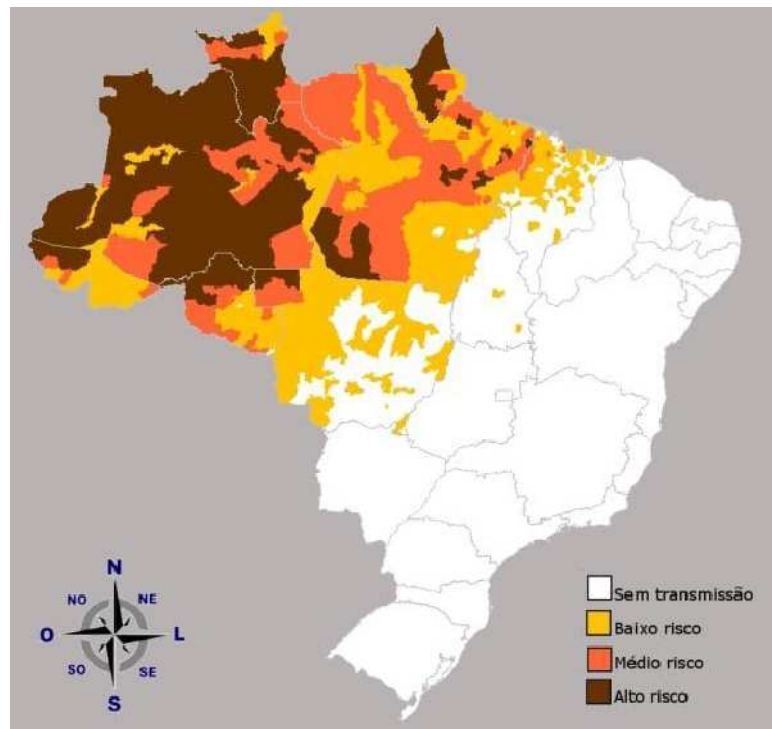 N
NO NE
O L
SO SE
S
Sem transmissão
Baixo risco
Médio risco
Alto risco